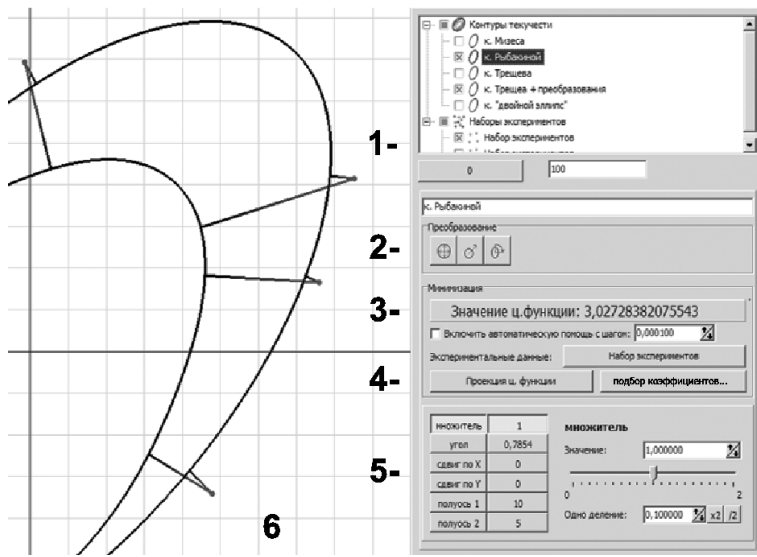 Контуры текучести
к. Мизеса
к. Рыбакиной
к. Трещева
к. Трещев + преобразования
к. "двойной эллипс"
Наборы экспериментов
Набор экспериментов
1-
0
100
к. Рыбакиной
Преобразование
2-
Минимизация
3-
Значение ц.функции: 3,02728382075543
Включить автоматическую помощь с шагом: 0,000100
Экспериментальные данные: Набор экспериментов
4-
Проекция ц. функции подбор коэффициентов...
множитель 1
множитель
угол 0,7854
Значение: 1,000000
5-
сдвиг по X 0
сдвиг по Y 0
0 2
полуось 1 10
Одно деление: 0,100000 x2 /2
полуось 2 5
6